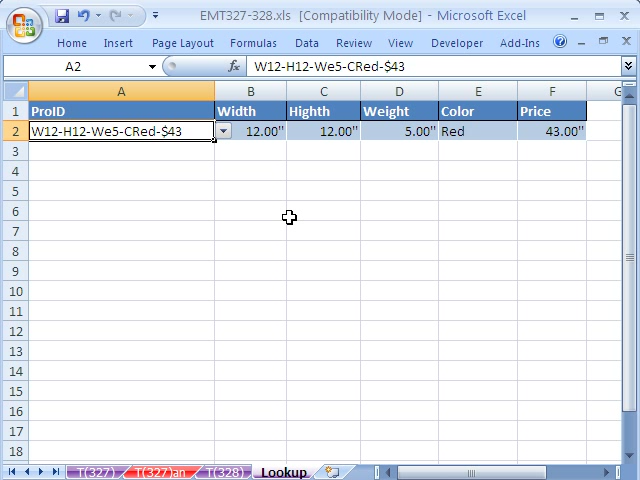 EMT327-328.xls [Compatibility Mode] - Microsoft Excel
Home Insert Page Layout Formulas Data Review View Developer Add-Ins
A2 fx W12-H12-We5-CRed-$43
A B C D E F G
1 ProID Width Highth Weight Color Price
2 W12-H12-We5-CRed-$43 12.00" 12.00" 5.00" Red 43.00"
3
4
5
6
7
8
9
10
11
12
13
14
15
16
17
18
T(327) T(327)an T(328) Lookup